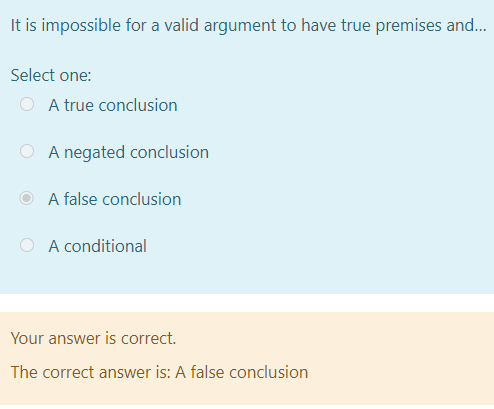 It is impossible for a valid argument to have true premises and...
Select one:
A true conclusion
A negated conclusion
A false conclusion
A conditional
Your answer is correct.
The correct answer is: A false conclusion